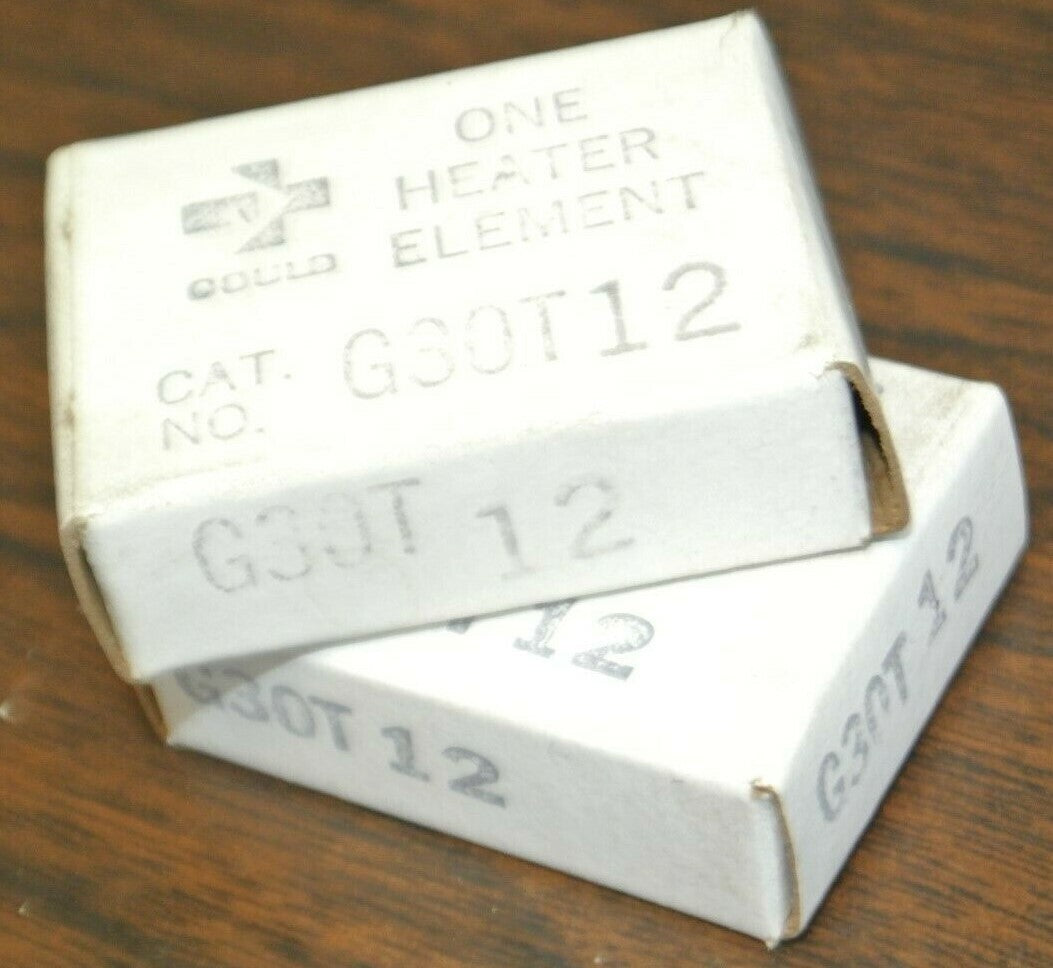 ONE
HEATER
ELEMENT
GOULD
CAT.
NO.
G30T12
G30T 12
12
G30T 12
G30T 12